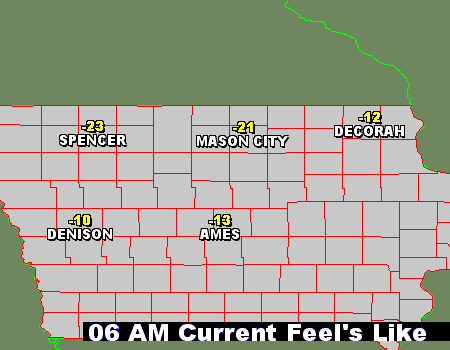 -12
DECORAH
-23
SPENCER
-21
MASON CITY
-10
DENISON
-13
AMES
06 AM Current Feel's Like